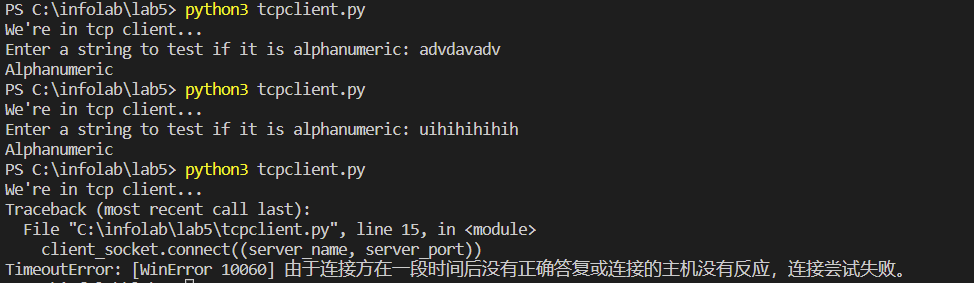 PS C:\infolab\lab5> python3 tcpclient.py
We're in tcp client...
Enter a string to test if it is alphanumeric: advdavadv
Alphanumeric
PS C:\infolab\lab5> python3 tcpclient.py
We're in tcp client...
Enter a string to test if it is alphanumeric: uihihihihih
Alphanumeric
PS C:\infolab\lab5> python3 tcpclient.py
We're in tcp client...
Traceback (most recent call last):
  File "C:\infolab\lab5\tcpclient.py", line 15, in <module>
    client_socket.connect((server_name, server_port))
TimeoutError: [WinError 10060] 由于连接方在一段时间后没有正确答复或连接的主机没有反应，连接尝试失败。